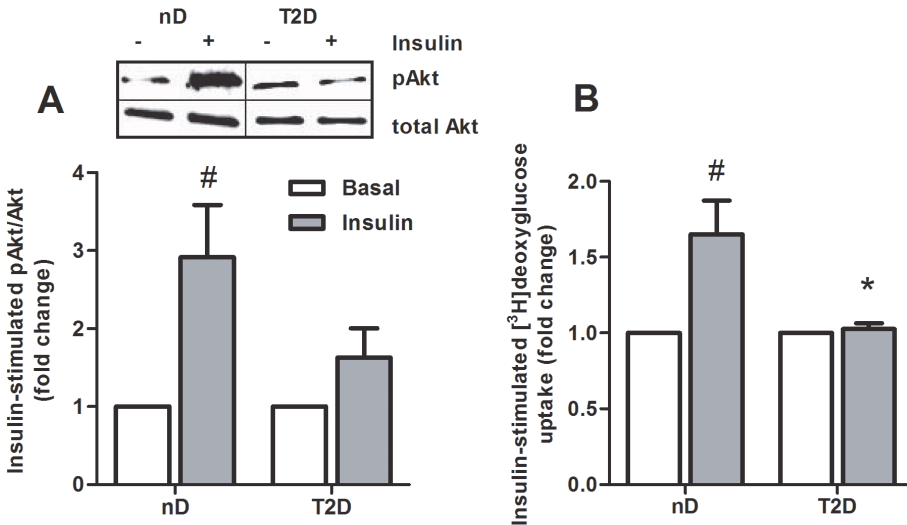 nD T2D
- + - + Insulin
pAkt
total Akt
A
B
Insulin-stimulated pAkt/Akt
(fold change)
4
3
2
1
0
#
Basal
Insulin
nD T2D
Insulin-stimulated [³H]deoxyglucose
uptake (fold change)
2.0
1.5
1.0
0.5
0.0
#
*
nD T2D